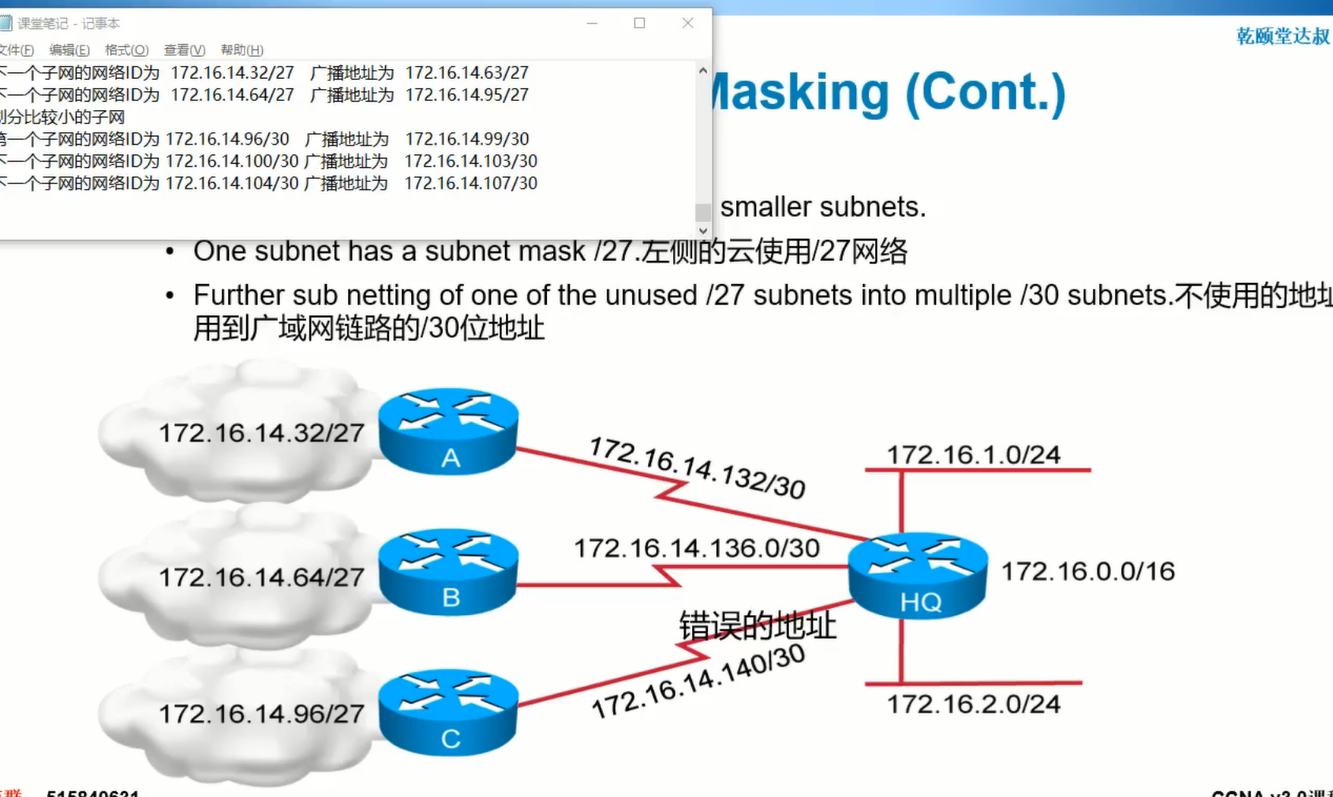 课堂笔记 - 记事本
文件(F) 编辑(E) 格式(O) 查看(V) 帮助(H)
下一个子网的网络ID为 172.16.14.32/27 广播地址为 172.16.14.63/27
下一个子网的网络ID为 172.16.14.64/27 广播地址为 172.16.14.95/27
划分比较小的子网
第一个子网的网络ID为 172.16.14.96/30 广播地址为 172.16.14.99/30
下一个子网的网络ID为 172.16.14.100/30 广播地址为 172.16.14.103/30
下一个子网的网络ID为 172.16.14.104/30 广播地址为 172.16.14.107/30
乾颐堂达叔
Masking (Cont.)
smaller subnets.
• One subnet has a subnet mask /27.左侧的云使用/27网络
• Further sub netting of one of the unused /27 subnets into multiple /30 subnets.不使用的地址
用到广域网链路的/30位地址
172.16.14.32/27
A
172.16.14.132/30
172.16.1.0/24
172.16.14.64/27
B
172.16.14.136.0/30
HQ
172.16.0.0/16
错误的地址
172.16.14.140/30
172.16.14.96/27
C
172.16.2.0/24
群 515840631
CCNA v3.0课程